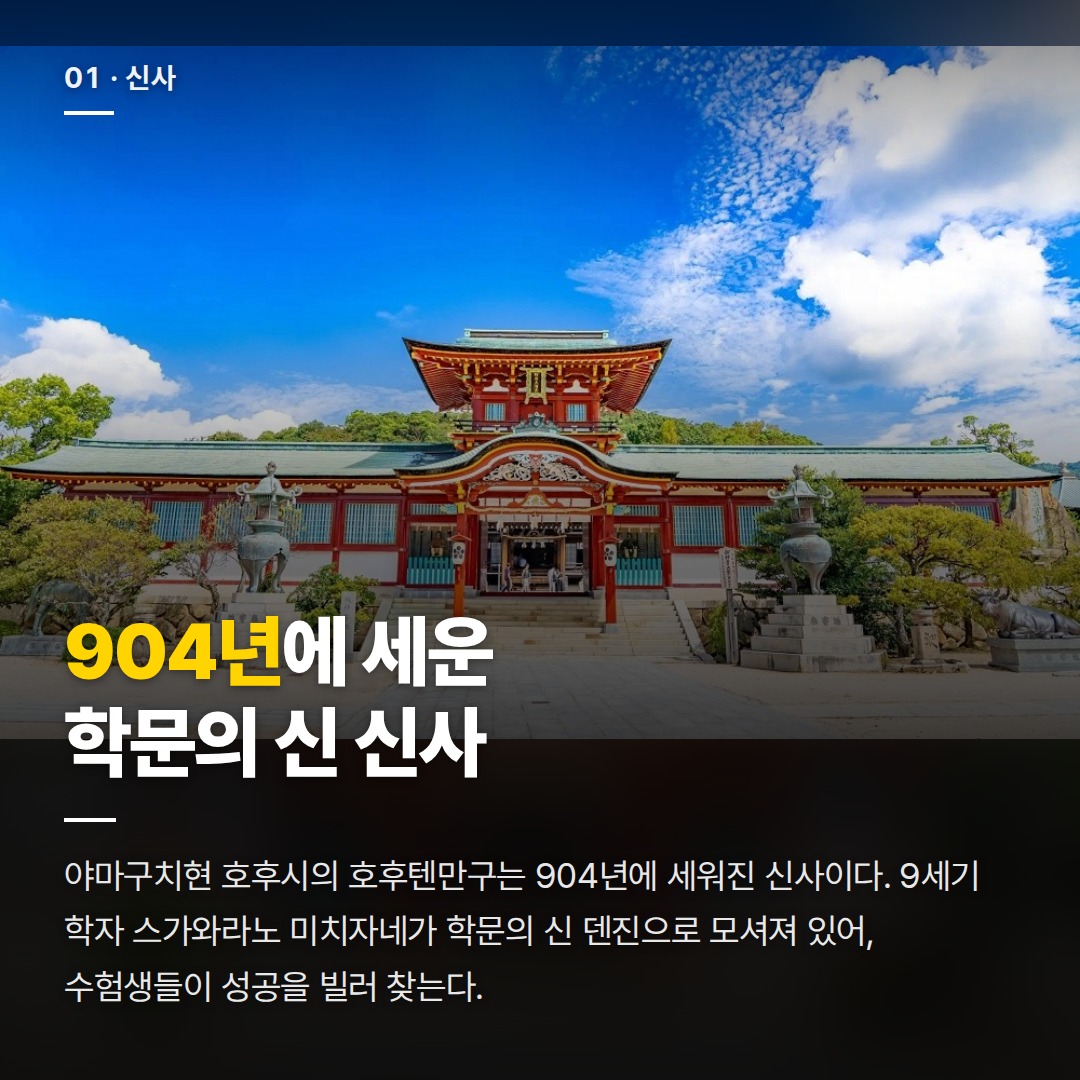 01 · 신사
904년에 세운
학문의 신 신사
야마구치현 호후시의 호후텐만구는 904년에 세워진 신사이다. 9세기
학자 스가와라노 미치자네가 학문의 신 덴진으로 모셔져 있어,
수험생들이 성공을 빌러 찾는다.